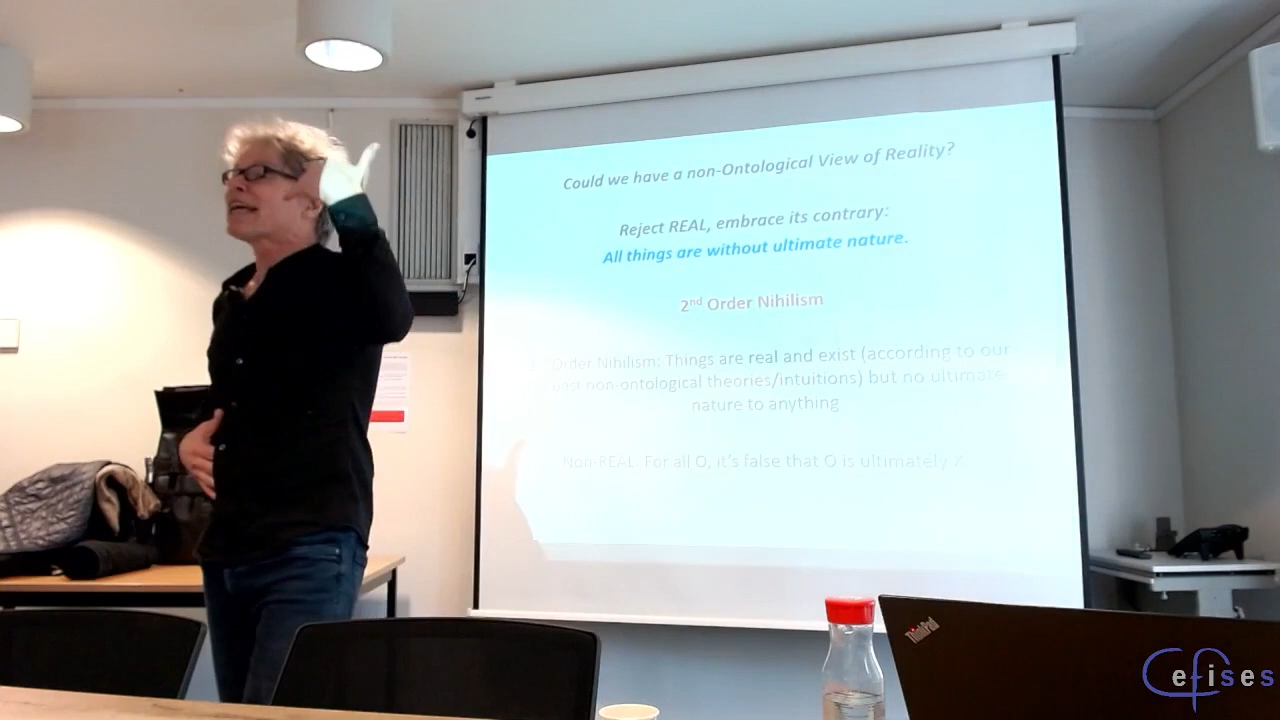 Could we have a non-Ontological View of Reality?
Reject REAL, embrace its contrary:
All things are without ultimate nature.
2nd Order Nihilism
Order Nihilism: Things are real and exist (according to our
non-ontological theories/intuitions) but no ultimate
nature to anything
Non-REAL: For all O, it's false that O is ultimately X
ThinkPad
Cefises